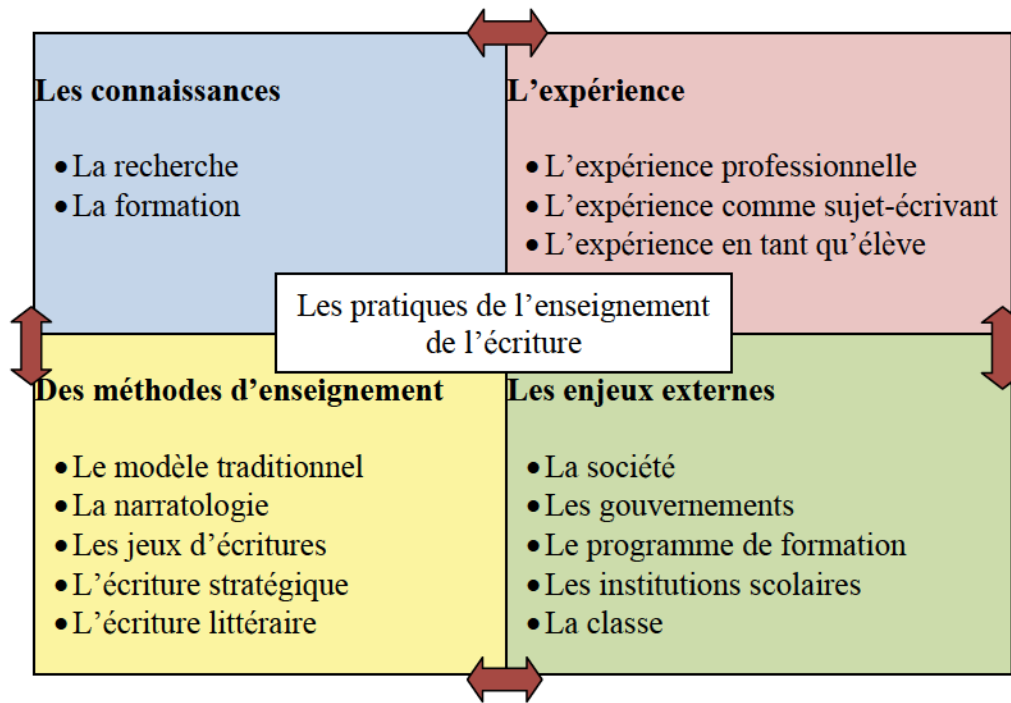 Les connaissances
• La recherche
• La formation
L’expérience
• L’expérience professionnelle
• L’expérience comme sujet-écrivant
• L’expérience en tant qu’élève
Les pratiques de l’enseignement
de l’écriture
Des méthodes d’enseignement
• Le modèle traditionnel
• La narratologie
• Les jeux d’écritures
• L’écriture stratégique
• L’écriture littéraire
Les enjeux externes
• La société
• Les gouvernements
• Le programme de formation
• Les institutions scolaires
• La classe